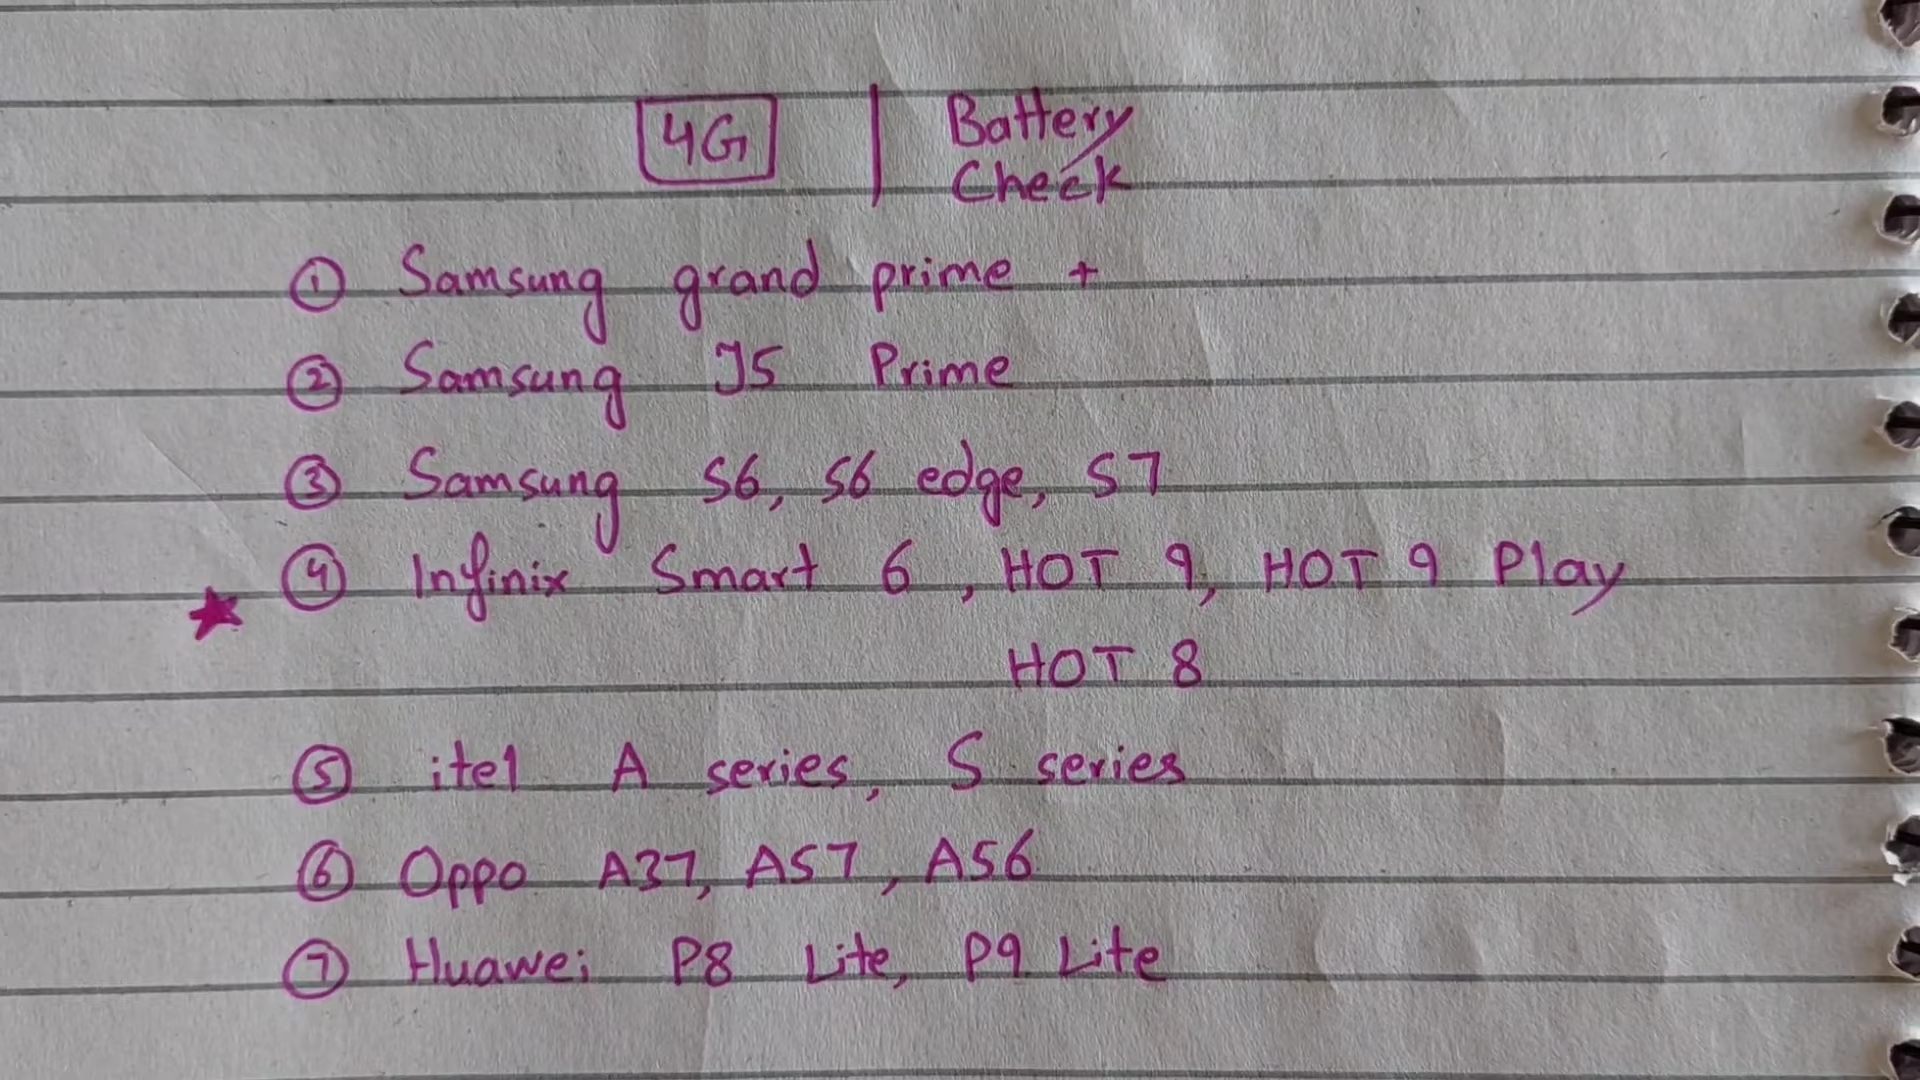 4G | Battery
Check
① Samsung grand prime +
② Samsung J5 Prime
③ Samsung S6, S6 edge, S7
④ Infinix Smart 6, HOT 9, HOT 9 Play
★
HOT 8
⑤ itel A series, S series
⑥ Oppo A37, A57, A56
⑦ Huawei P8 Lite, P9 Lite